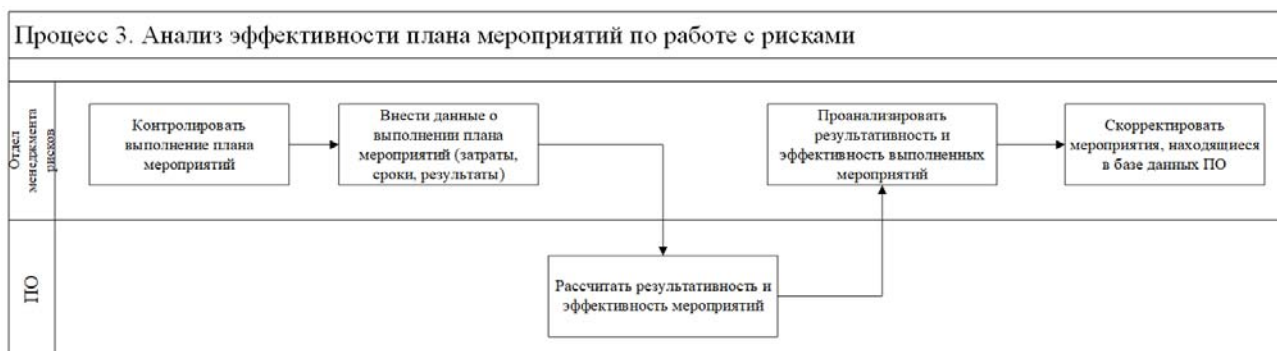 Процесс 3. Анализ эффективности плана мероприятий по работе с рисками
Отдел
менеджмента
рисков
Контролировать
выполнение плана
мероприятий
Внести данные о
выполнении плана
мероприятий (затраты,
сроки, результаты)
Проанализировать
результативность и
эффективность выполненных
мероприятий
Скорректировать
мероприятия, находящиеся
в базе данных ПО
ПО
Рассчитать результативность и
эффективность мероприятий